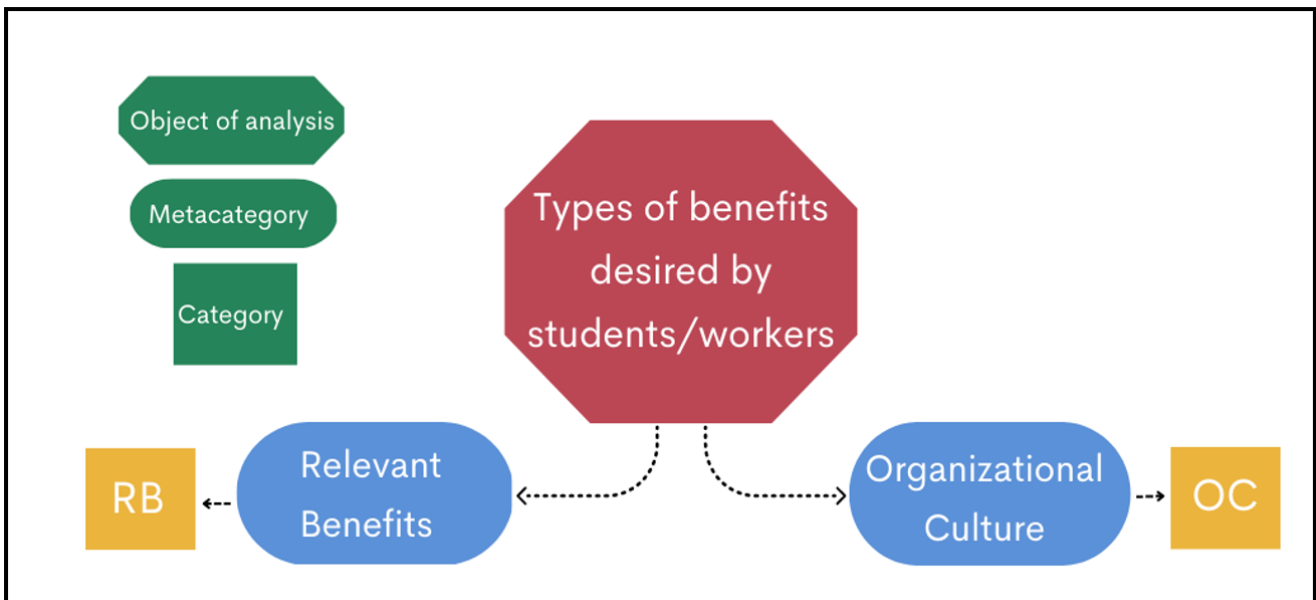 Object of analysis
Metacategory
Category
Types of benefits
desired by
students/workers
RB
Relevant
Benefits
Organizational
Culture
OC